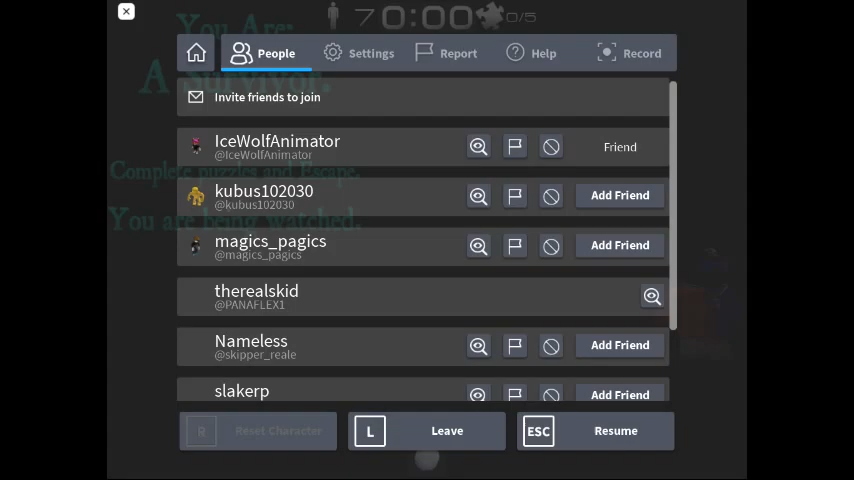 You Are:
70:00
0/5
People
Settings
Report
Help
Record
A Survivor.
Invite friends to join
IceWolfAnimator
@IceWolfAnimator
Friend
Complete puzzles and Escape.
kubus102030
@kubus102030
Add Friend
You are being watched.
magics_pagics
@magics_pagics
Add Friend
therealskid
@PANAFLEX1
Nameless
@skipper_reale
Add Friend
slakerp
Add Friend
R Reset Character
L Leave
ESC Resume